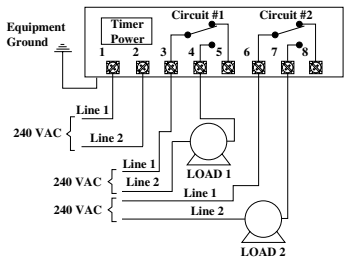 Circuit #1 Circuit #2
Equipment
Ground
Timer
Power
1 2 3 4 5 6 7 8
Line 1
240 VAC
Line 2
Line 1
240 VAC
Line 2
LOAD 1
Line 1
240 VAC
Line 2
LOAD 2